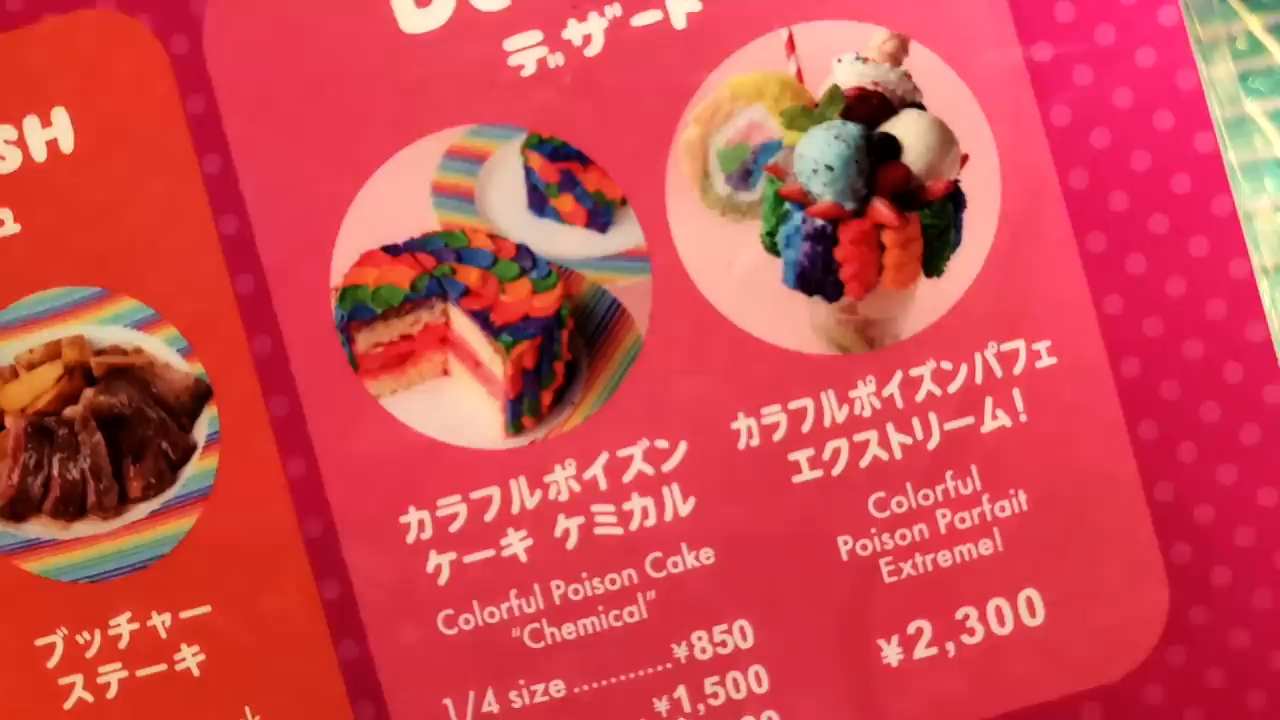 SH
ュ
ブッチャー
ステーキ
デザート
カラフルポイズン
ケーキ ケミカル
Colorful Poison Cake
"Chemical"
1/4 size ..........¥850
¥1,500
カラフルポイズンパフェ
エクストリーム!
Colorful
Poison Parfait
Extreme!
¥2,300